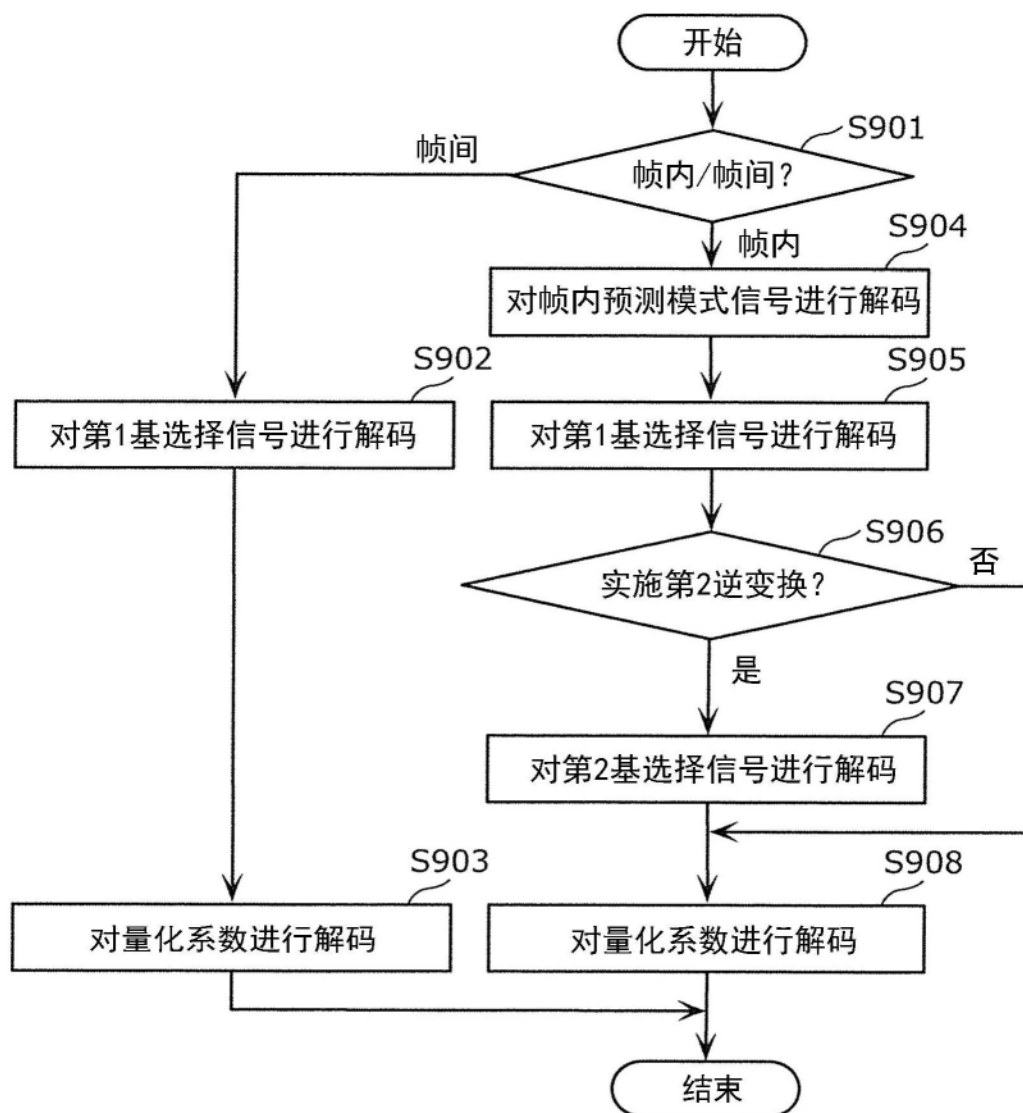 开始
S901
帧间
帧内/帧间?
帧内
S904
对帧内预测模式信号进行解码
S902
S905
对第1基选择信号进行解码
对第1基选择信号进行解码
S906
实施第2逆变换?
否
是
S907
对第2基选择信号进行解码
S903
S908
对量化系数进行解码
对量化系数进行解码
结束